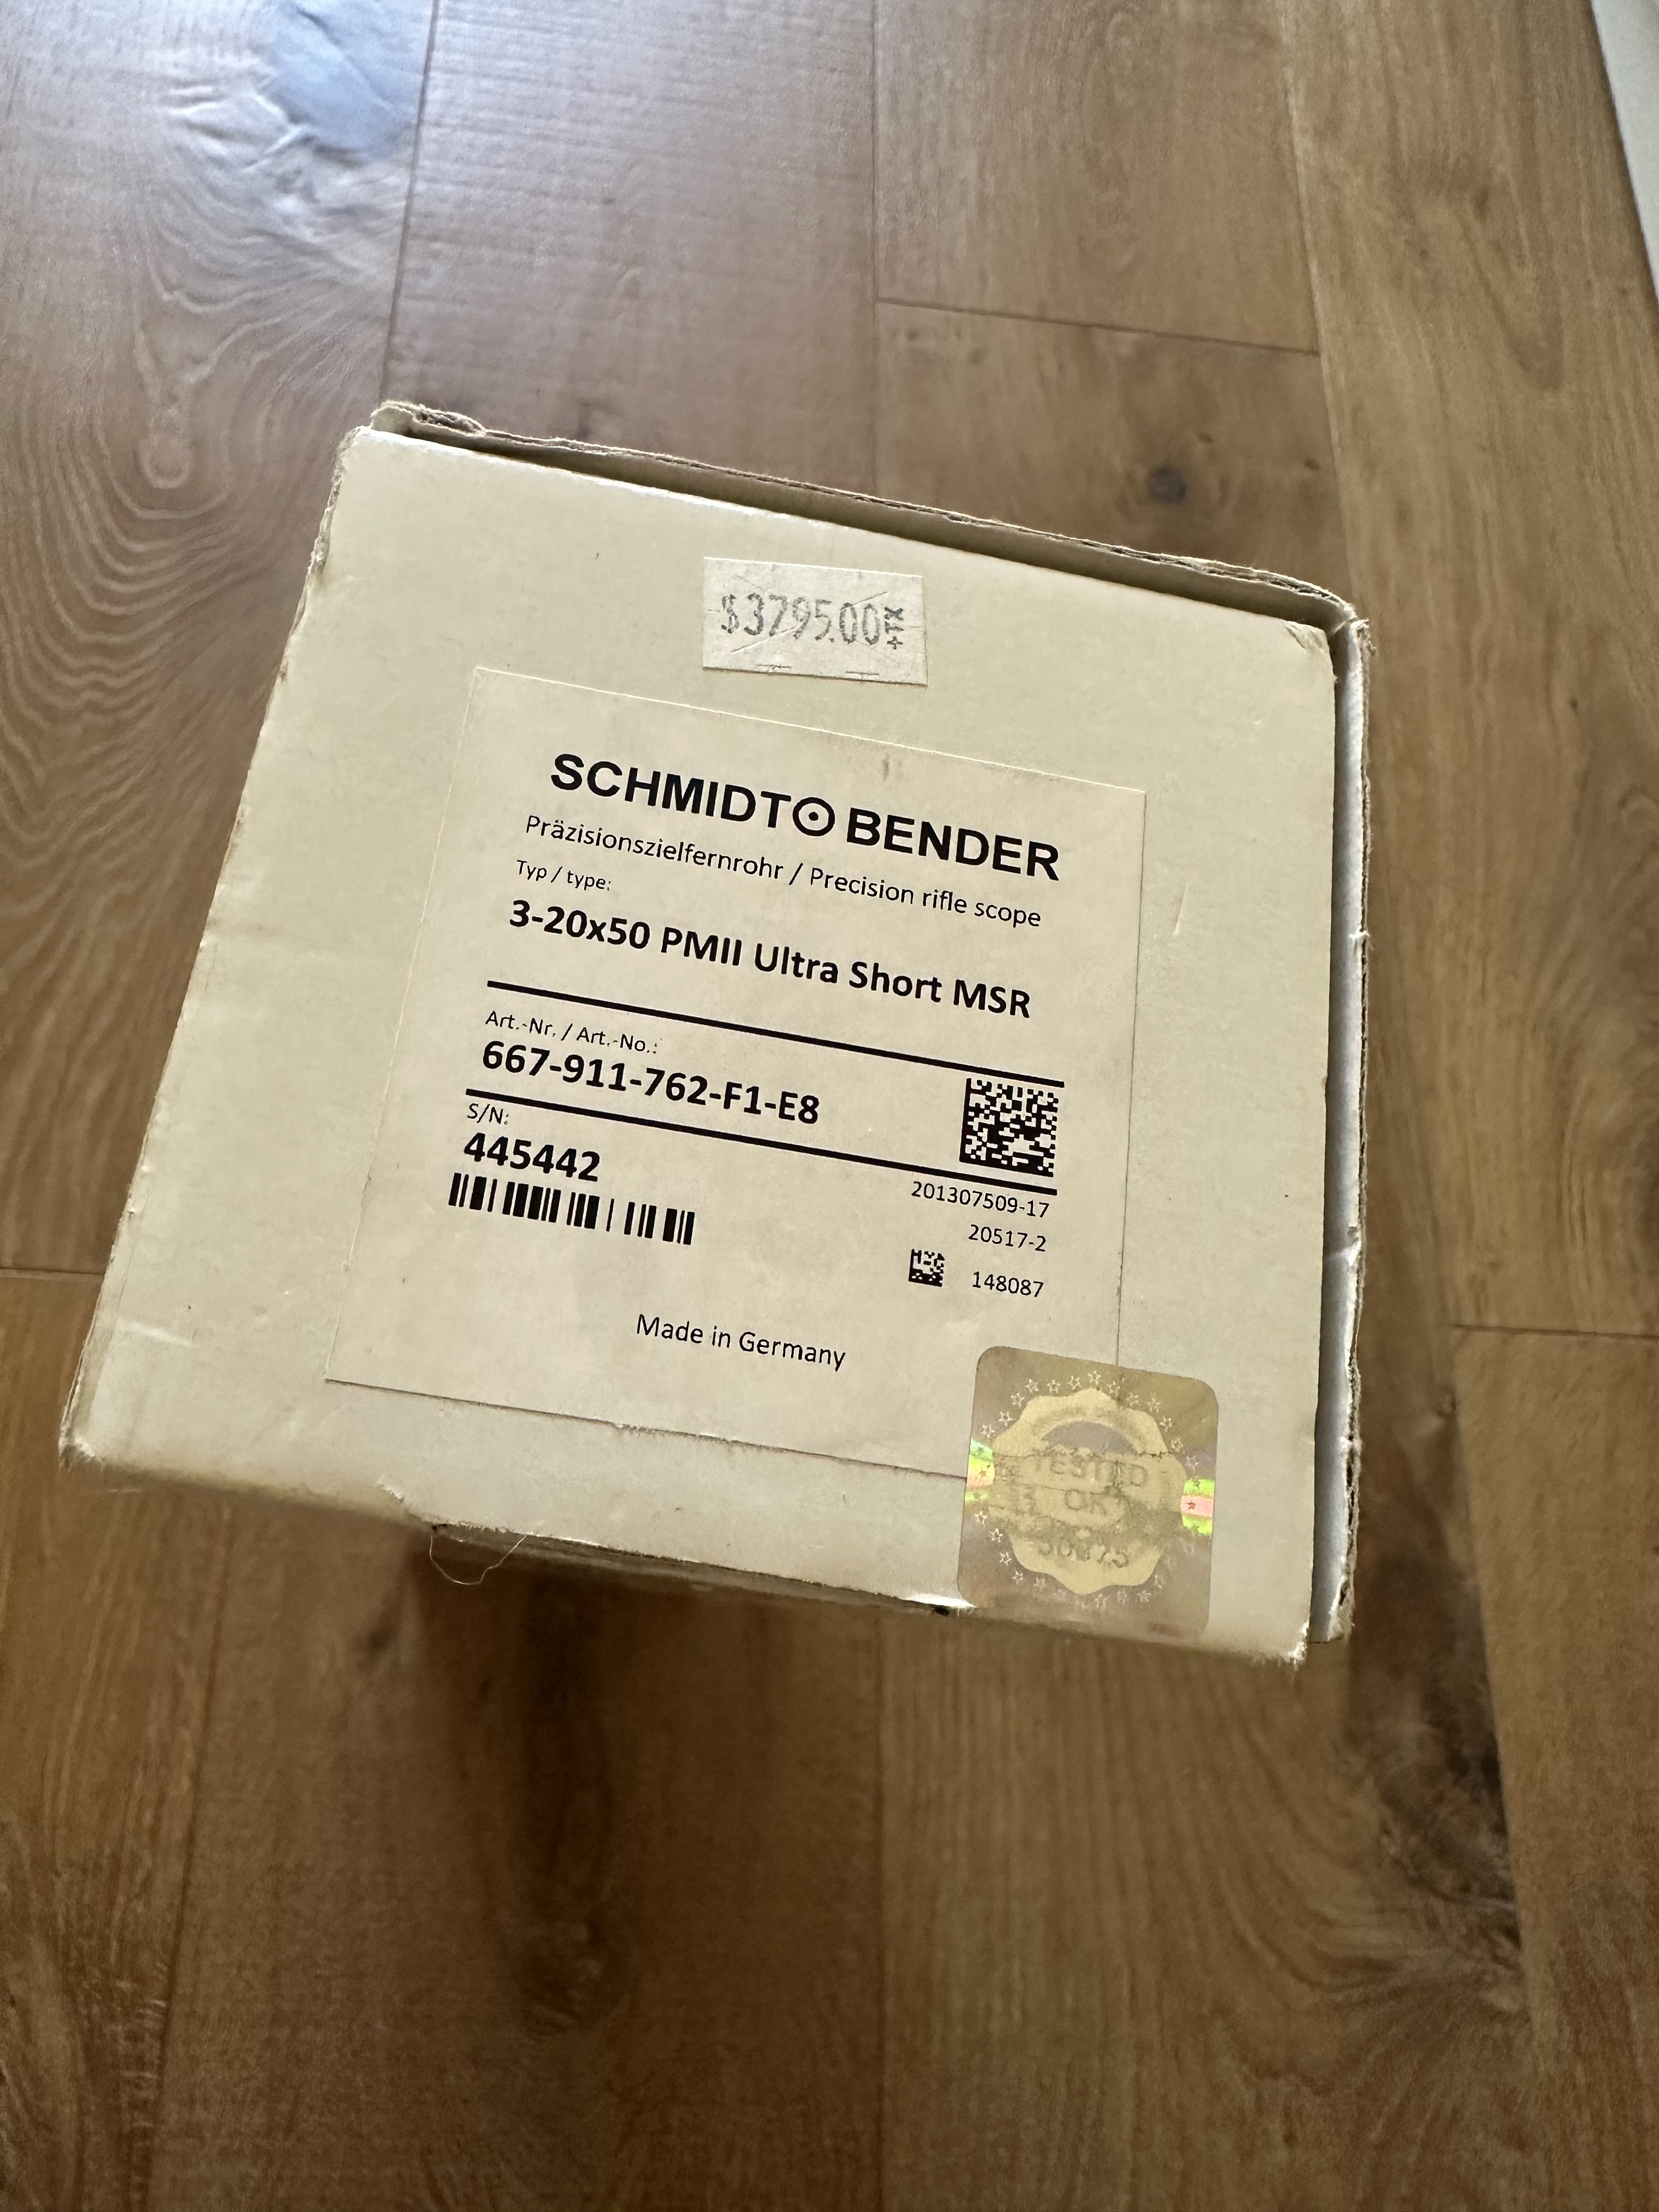 $3795.00+TX
SCHMIDT BENDER
Präzisionszielfernrohr / Precision rifle scope
Typ / type:
3-20x50 PMII Ultra Short MSR
Art.-Nr. / Art.-No.:
667-911-762-F1-E8
S/N:
445442
201307509-17
20517-2
148087
Made in Germany
TESTED
OK